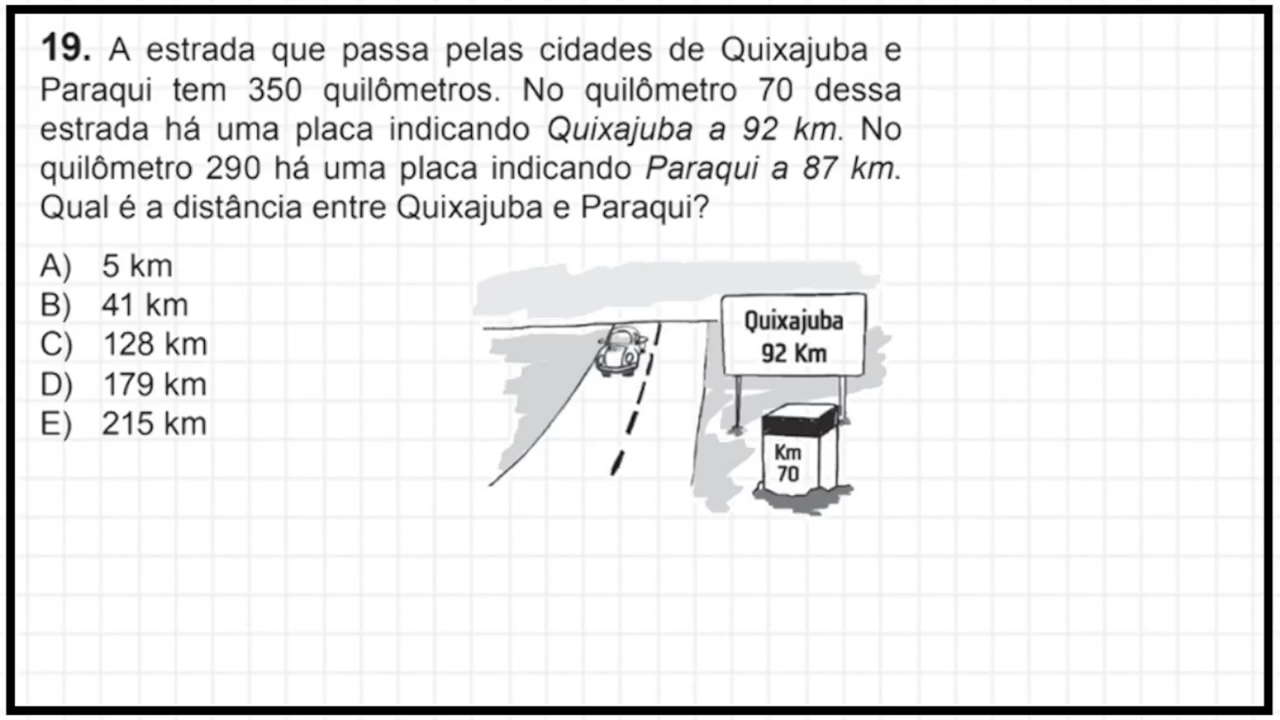 19. A estrada que passa pelas cidades de Quixajuba e
Paraqui tem 350 quilômetros. No quilômetro 70 dessa
estrada há uma placa indicando Quixajuba a 92 km. No
quilômetro 290 há uma placa indicando Paraqui a 87 km.
Qual é a distância entre Quixajuba e Paraqui?
A) 5 km
B) 41 km
C) 128 km
D) 179 km
E) 215 km
Quixajuba
92 Km
Km
70